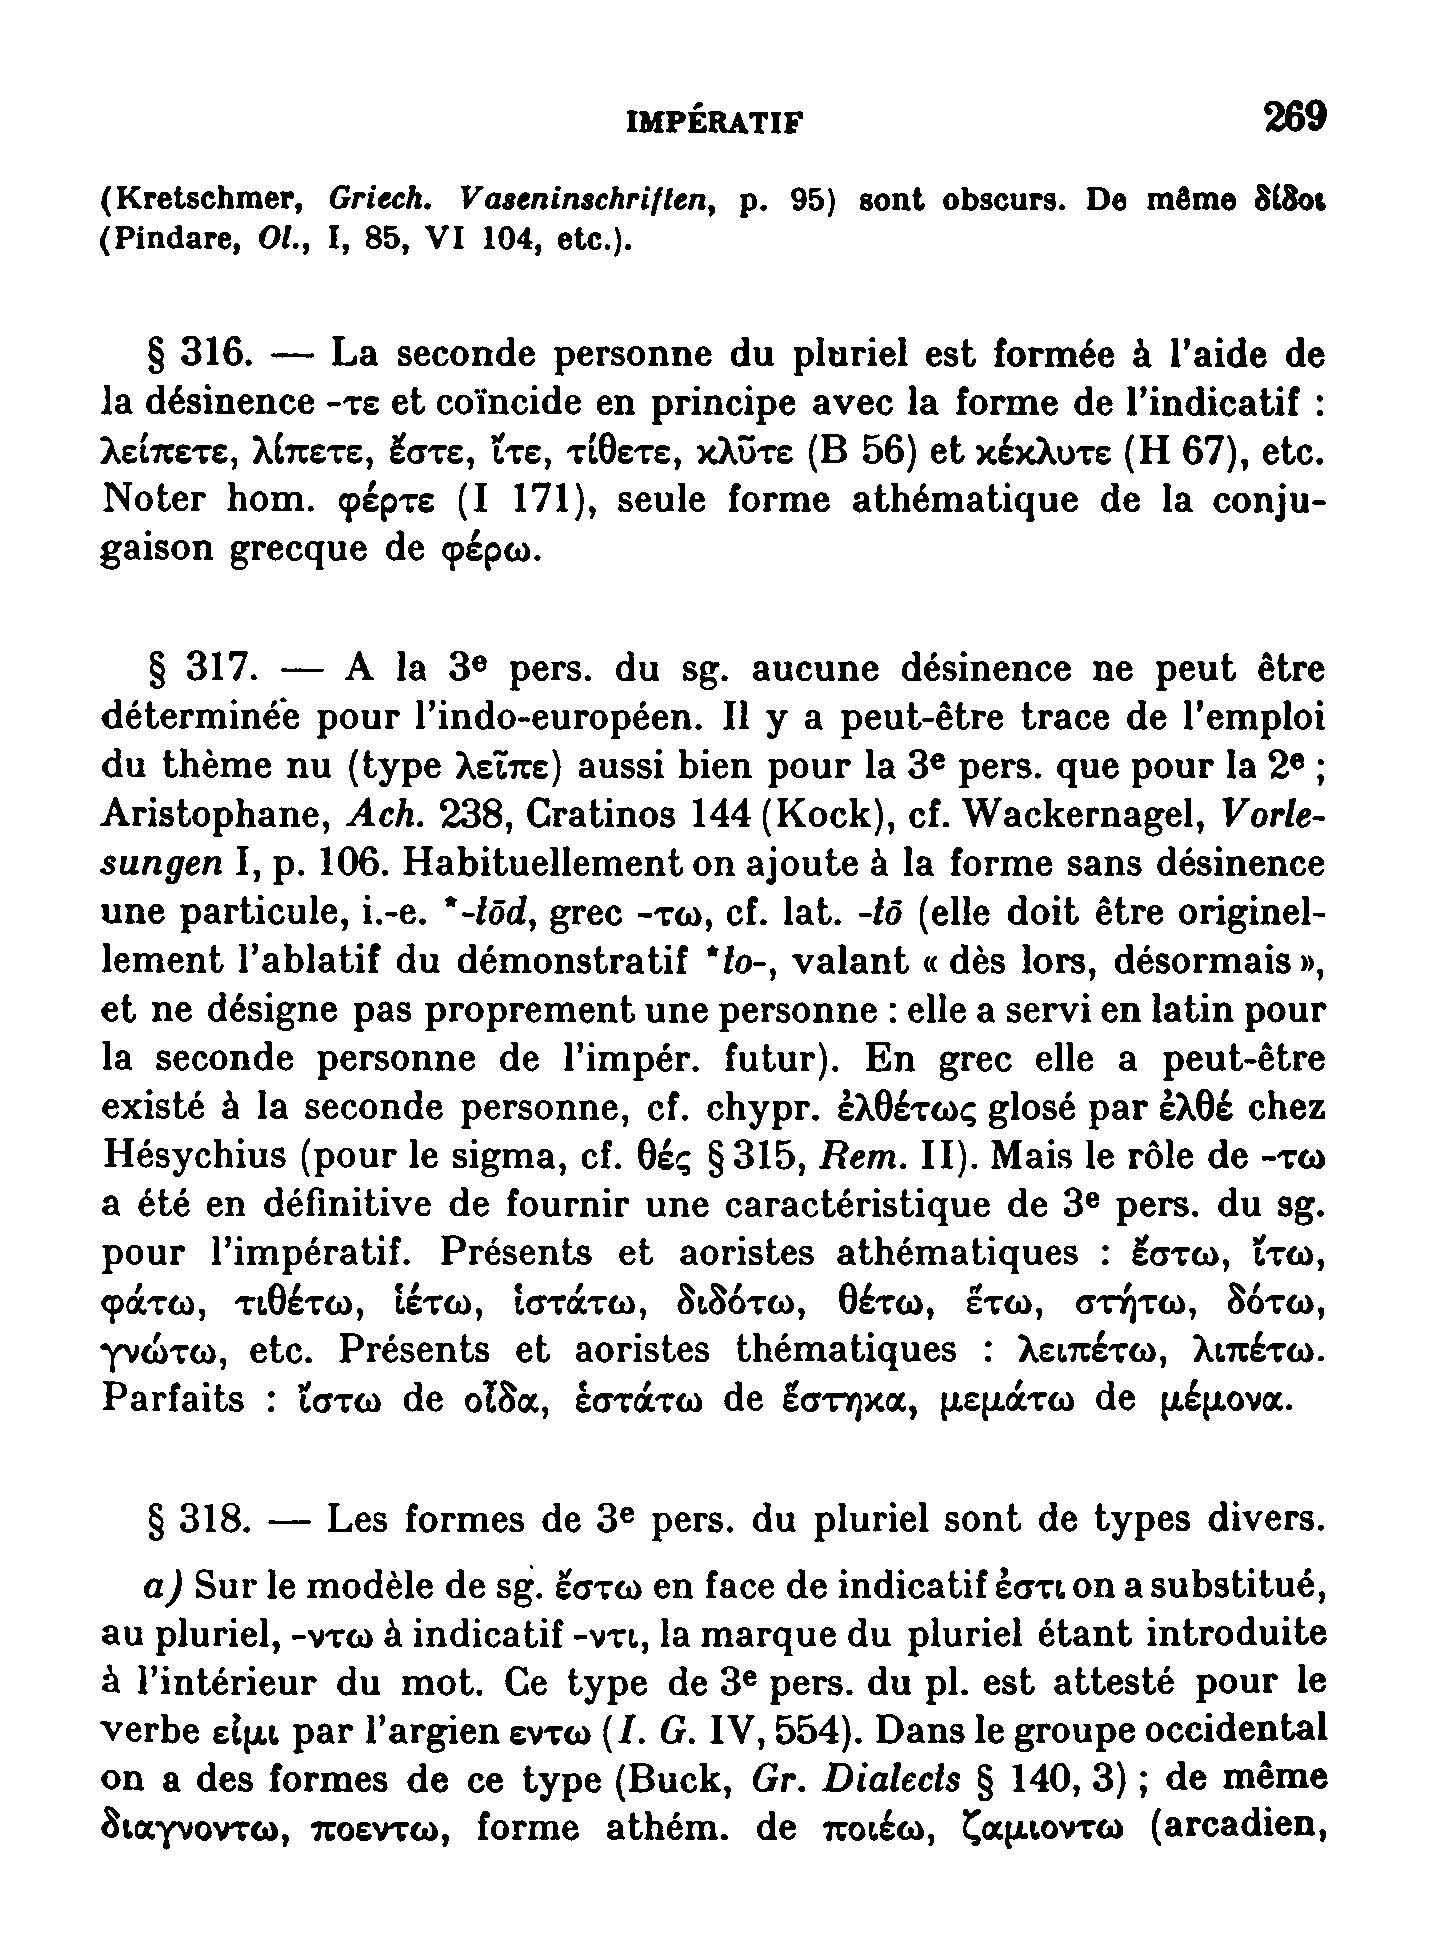 IMPÉRATIF 269
(Kretschmer, Griech. Vaseninschriften, p. 95) sont obscurs. De même δίδοι
(Pindare, Ol., I, 85, VI 104, etc.).
§ 316. — La seconde personne du pluriel est formée à l'aide de
la désinence -τε et coïncide en principe avec la forme de l'indicatif :
λείπετε, λίπετε, ἔστε, ἴτε, τίθετε, κλῦτε (B 56) et κέκλυτε (H 67), etc.
Noter hom. φέρτε (I 171), seule forme athématique de la conju-
gaison grecque de φέρω.
§ 317. — A la 3e pers. du sg. aucune désinence ne peut être
déterminée pour l'indo-européen. Il y a peut-être trace de l'emploi
du thème nu (type λεῖπε) aussi bien pour la 3e pers. que pour la 2e ;
Aristophane, Ach. 238, Cratinos 144 (Kock), cf. Wackernagel, Vorle-
sungen I, p. 106. Habituellement on ajoute à la forme sans désinence
une particule, i.-e. *-tōd, grec -τω, cf. lat. -tō (elle doit être originel-
lement l'ablatif du démonstratif *to-, valant « dès lors, désormais »,
et ne désigne pas proprement une personne : elle a servi en latin pour
la seconde personne de l'impér. futur). En grec elle a peut-être
existé à la seconde personne, cf. chypr. ἐλθέτως glosé par ἐλθέ chez
Hésychius (pour le sigma, cf. θές § 315, Rem. II). Mais le rôle de -τω
a été en définitive de fournir une caractéristique de 3e pers. du sg.
pour l'impératif. Présents et aoristes athématiques : ἔστω, ἴτω,
φάτω, τιθέτω, ἱέτω, ἱστάτω, διδότω, θέτω, ἕτω, στήτω, δότω,
γνώτω, etc. Présents et aoristes thématiques : λειπέτω, λιπέτω.
Parfaits : ἴστω de οἶδα, ἑστάτω de ἕστηκα, μεμάτω de μέμονα.
§ 318. — Les formes de 3e pers. du pluriel sont de types divers.
a) Sur le modèle de sg. ἔστω en face de indicatif ἐστι on a substitué,
au pluriel, -ντω à indicatif -ντι, la marque du pluriel étant introduite
à l'intérieur du mot. Ce type de 3e pers. du pl. est attesté pour le
verbe εἰμι par l'argien εντω (I. G. IV, 554). Dans le groupe occidental
on a des formes de ce type (Buck, Gr. Dialects § 140, 3) ; de même
διαγνοντω, ποεντω, forme athém. de ποιέω, ζαμιοντω (arcadien,